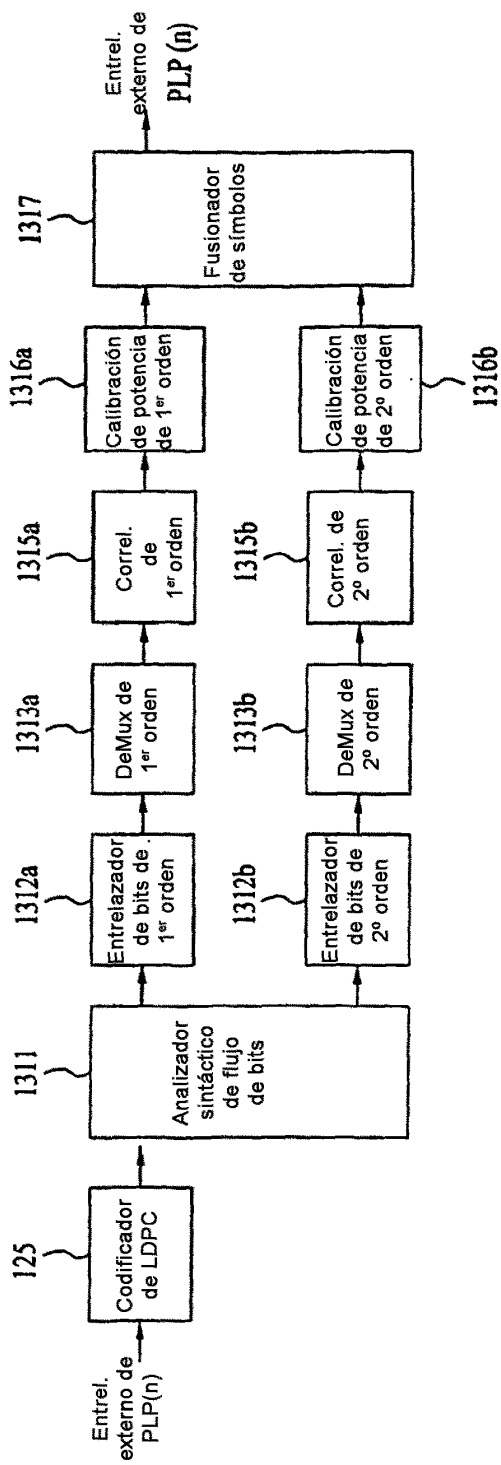 Entrel.
externo de
PLP(n)
125
Codificador
de LDPC
1311
Analizador
sintáctico
de flujo
de bits
1312a
Entrelazador
de bits de
1er orden
1313a
DeMux de
1er orden
1315a
Correl. de
1er orden
1316a
Calibración
de potencia
de 1er orden
1312b
Entrelazador
de bits de
2º orden
1313b
DeMux de
2º orden
1315b
Correl. de
2º orden
1316b
Calibración
de potencia
de 2º orden
1317
Fusionador
de símbolos
Entrel.
externo de
PLP (n)